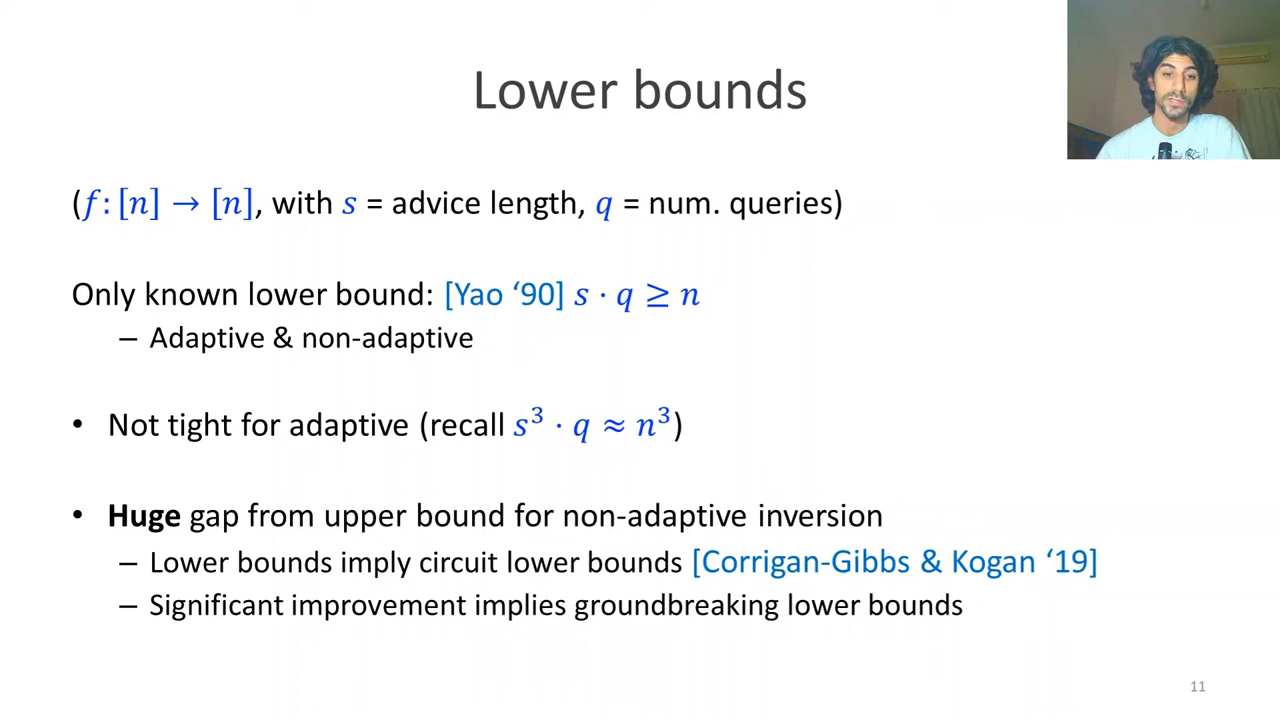 Lower bounds
(f: [n] → [n], with s = advice length, q = num. queries)
Only known lower bound: [Yao ‘90] s · q ≥ n
– Adaptive & non-adaptive
• Not tight for adaptive (recall s³ · q ≈ n³)
• Huge gap from upper bound for non-adaptive inversion
– Lower bounds imply circuit lower bounds [Corrigan-Gibbs & Kogan ‘19]
– Significant improvement implies groundbreaking lower bounds
11